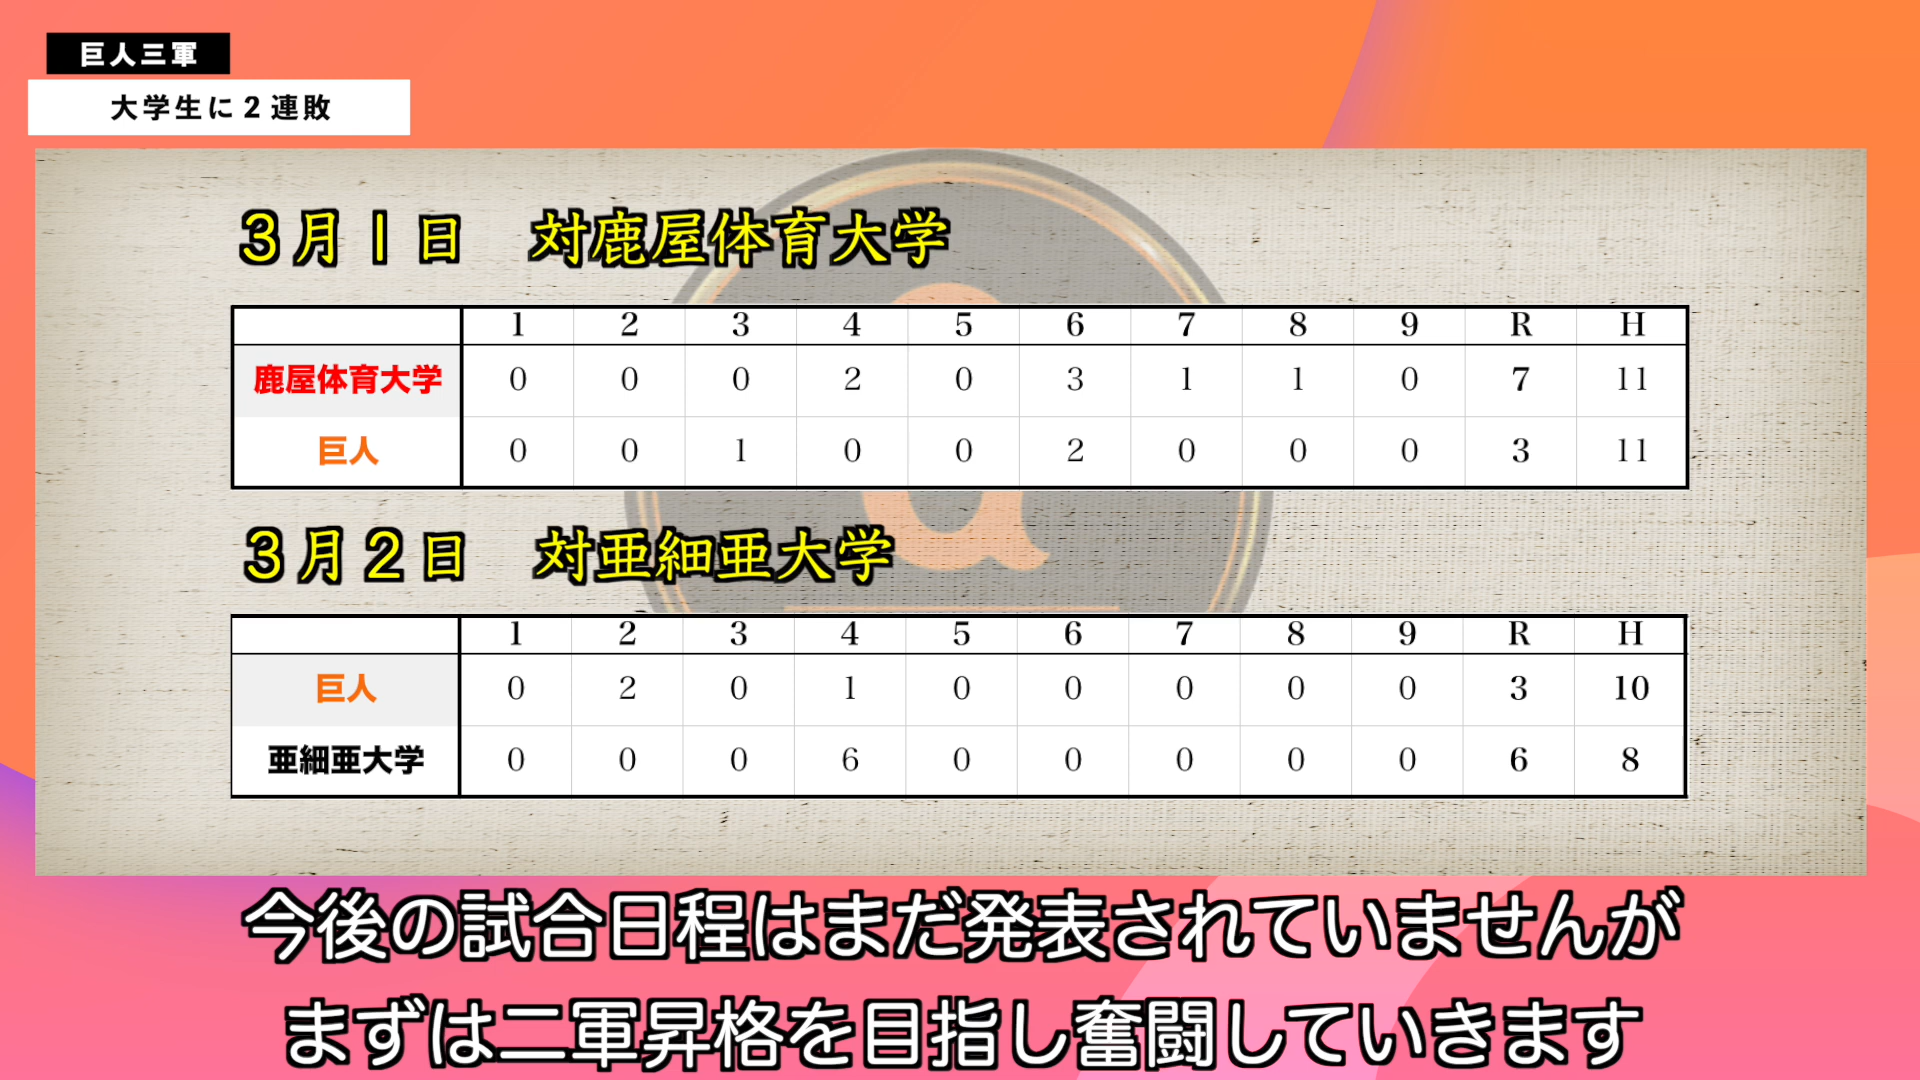 巨人三軍
大学生に2連敗
3月1日 対鹿屋体育大学
1 2 3 4 5 6 7 8 9 R H
鹿屋体育大学 0 0 0 2 0 3 1 1 0 7 11
巨人 0 0 1 0 0 2 0 0 0 3 11
3月2日 対亜細亜大学
1 2 3 4 5 6 7 8 9 R H
巨人 0 2 0 1 0 0 0 0 0 3 10
亜細亜大学 0 0 0 6 0 0 0 0 0 6 8
今後の試合日程はまだ発表されていませんが
まずは二軍昇格を目指し奮闘していきます